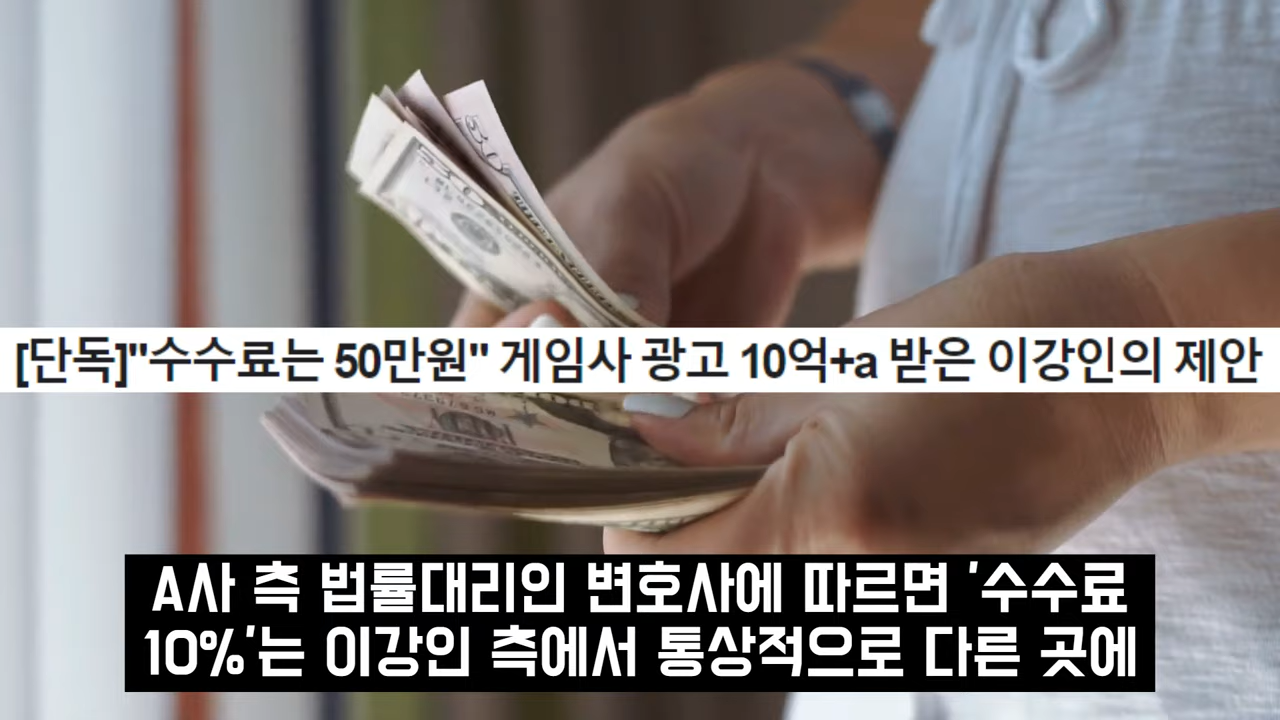 [단독]"수수료는 50만원" 게임사 광고 10억+a 받은 이강인의 제안
A사 측 법률대리인 변호사에 따르면 '수수료
10%'는 이강인 측에서 통상적으로 다른 곳에